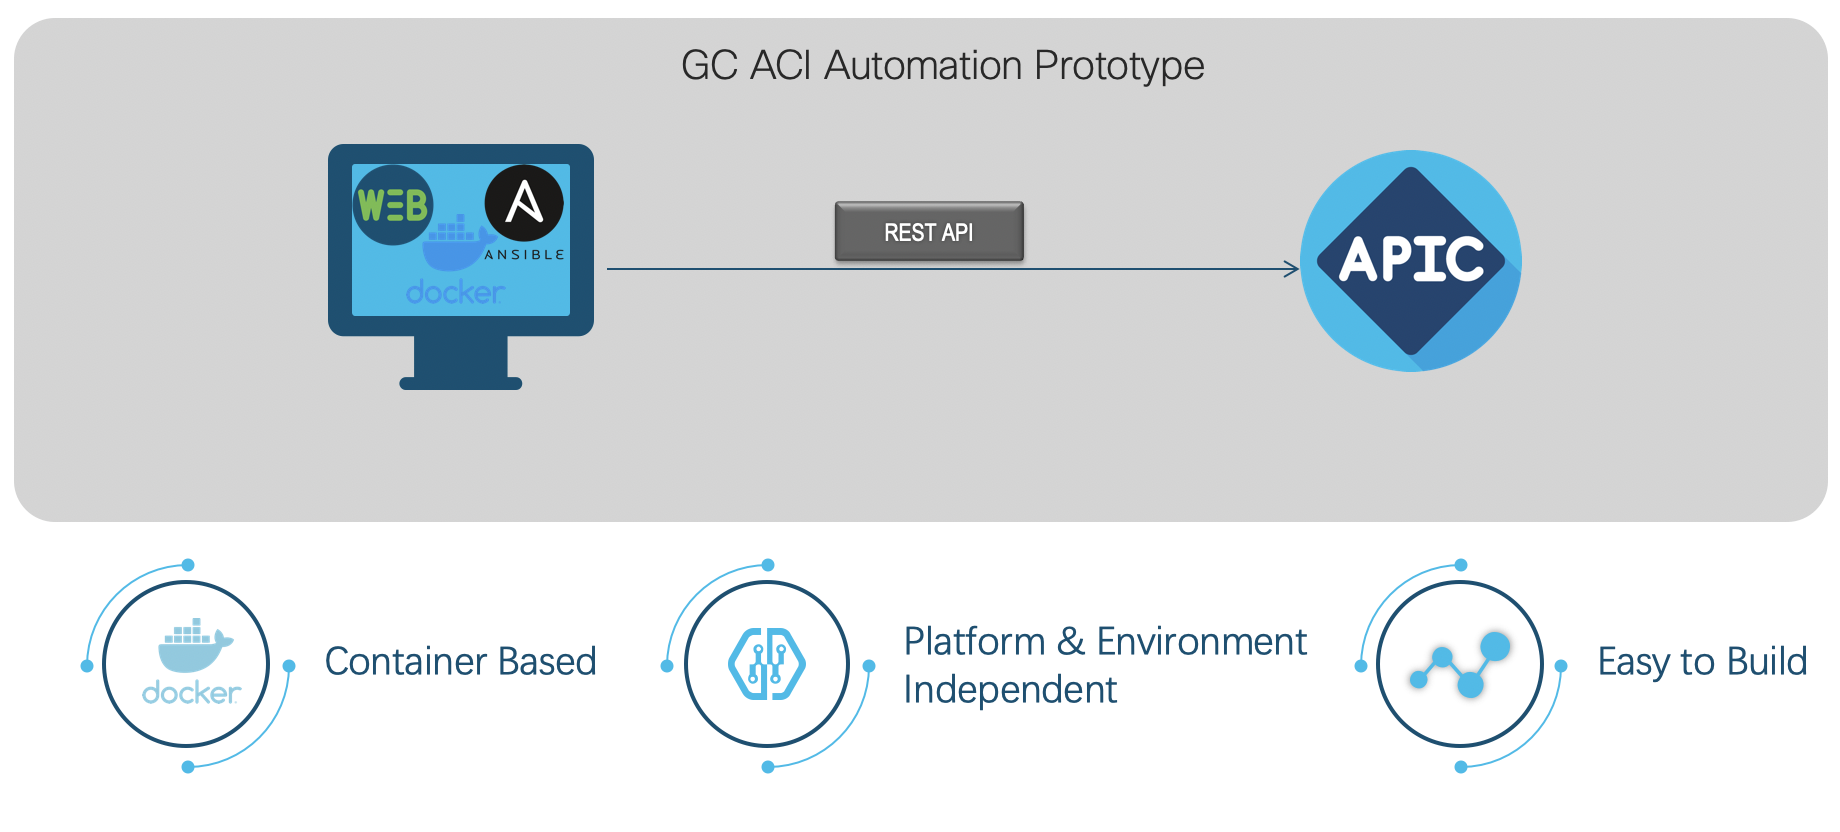 GC ACI Automation Prototype
WEB
ANSIBLE
docker
REST API
APIC
docker
Container Based
Platform & Environment
Independent
Easy to Build